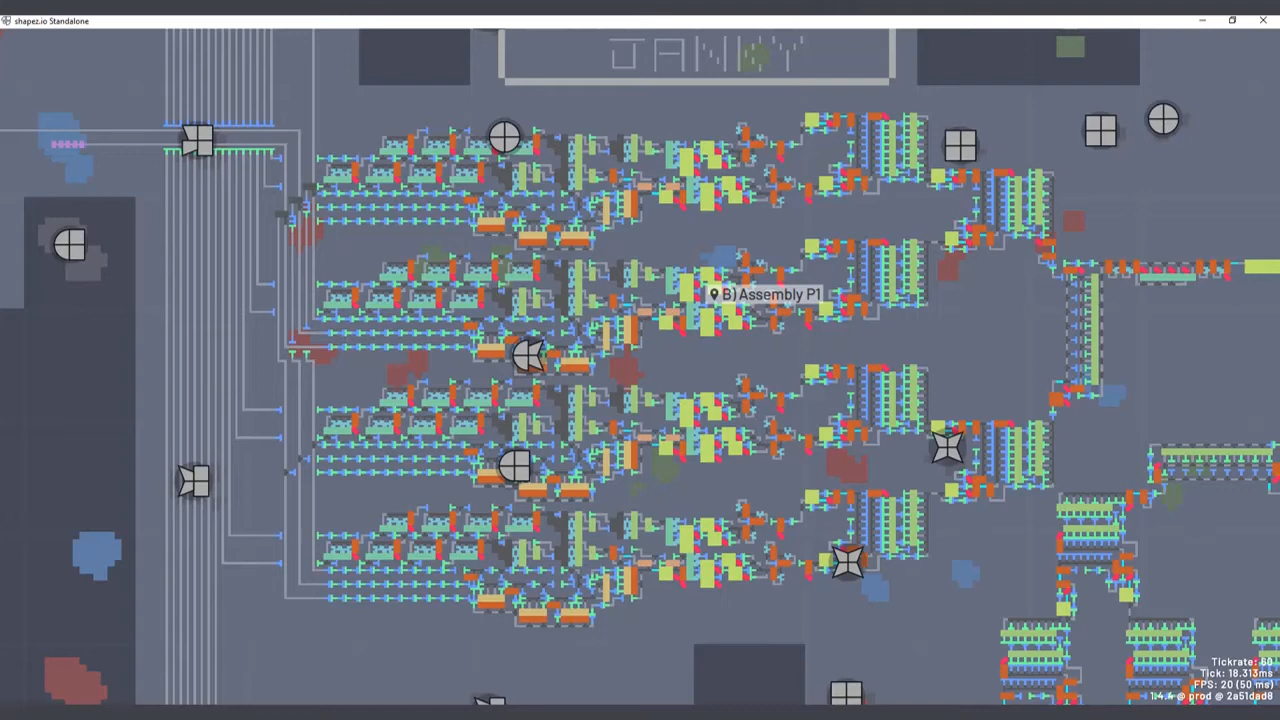 shapez.io Standalone
JANKY
B) Assembly P1
Tickrate: 60
Tick: 18.313ms
FPS: 20 (50 ms)
1.4.4 @ prod @ 2a51dad8